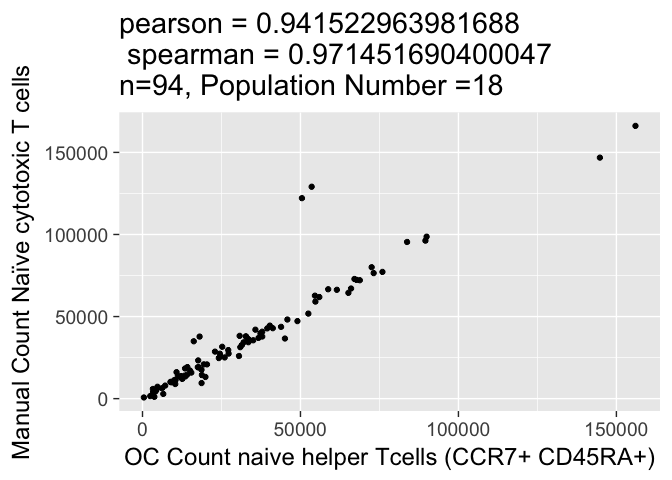 pearson = 0.941522963981688
spearman = 0.971451690400047
n=94, Population Number =18
Manual Count Naïve cytotoxic T cells
150000
100000
50000
0
0 50000 100000 150000
OC Count naive helper Tcells (CCR7+ CD45RA+)